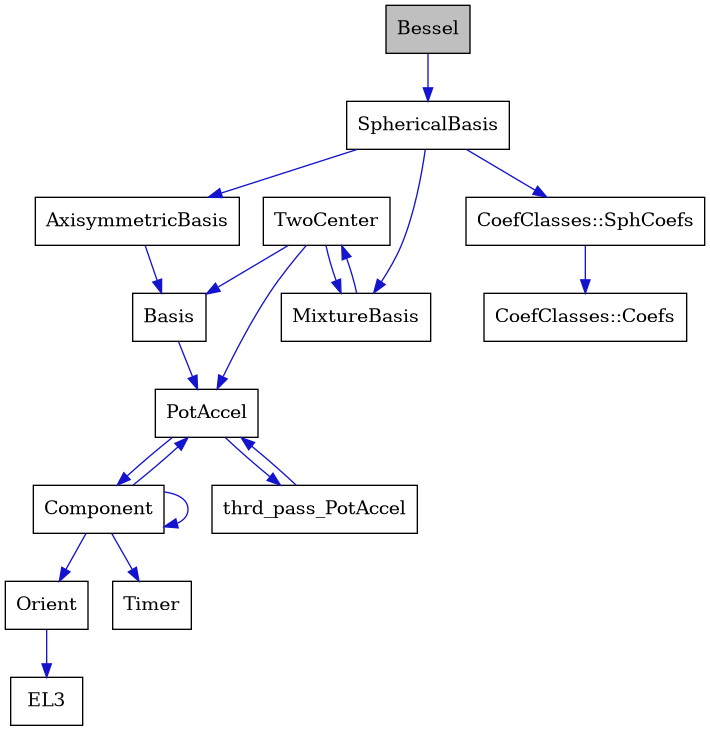 Bessel
SphericalBasis
AxisymmetricBasis
TwoCenter
CoefClasses::SphCoefs
Basis
MixtureBasis
CoefClasses::Coefs
PotAccel
Component
thrd_pass_PotAccel
Orient
Timer
EL3